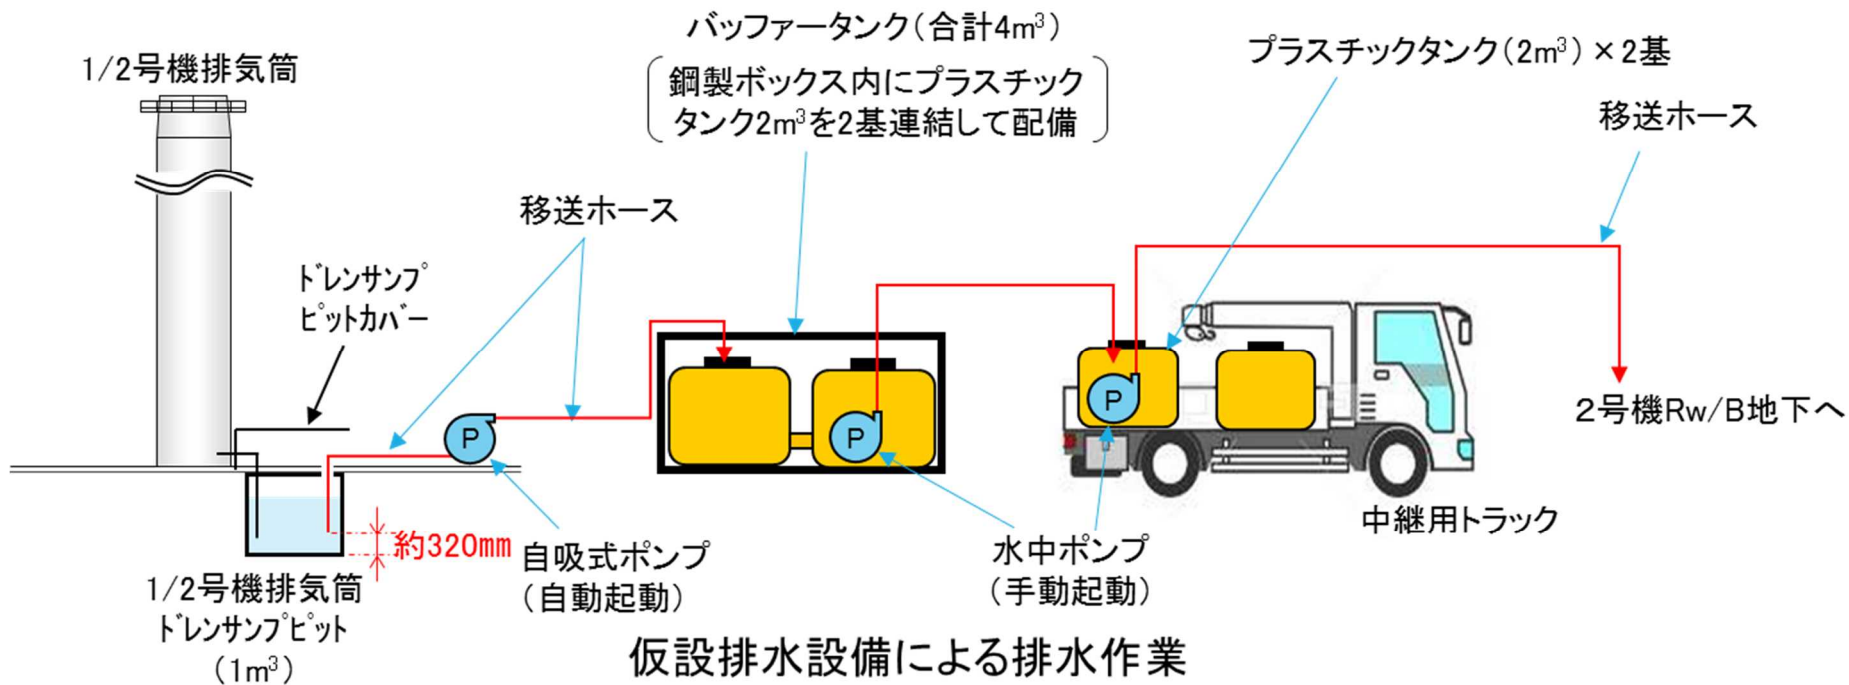 バッファータンク（合計4m³）
鋼製ボックス内にプラスチック
タンク2m³を2基連結して配備
プラスチックタンク（2m³）×2基
1/2号機排気筒
移送ホース
移送ホース
ﾄﾞﾚﾝｻﾝﾌﾟ
ﾋﾟｯﾄｶﾊﾞｰ
P
P
P
2号機Rw/B地下へ
中継用トラック
約320mm
自吸式ポンプ
（自動起動）
水中ポンプ
（手動起動）
1/2号機排気筒
ﾄﾞﾚﾝｻﾝﾌﾟﾋﾟｯﾄ
（1m³）
仮設排水設備による排水作業